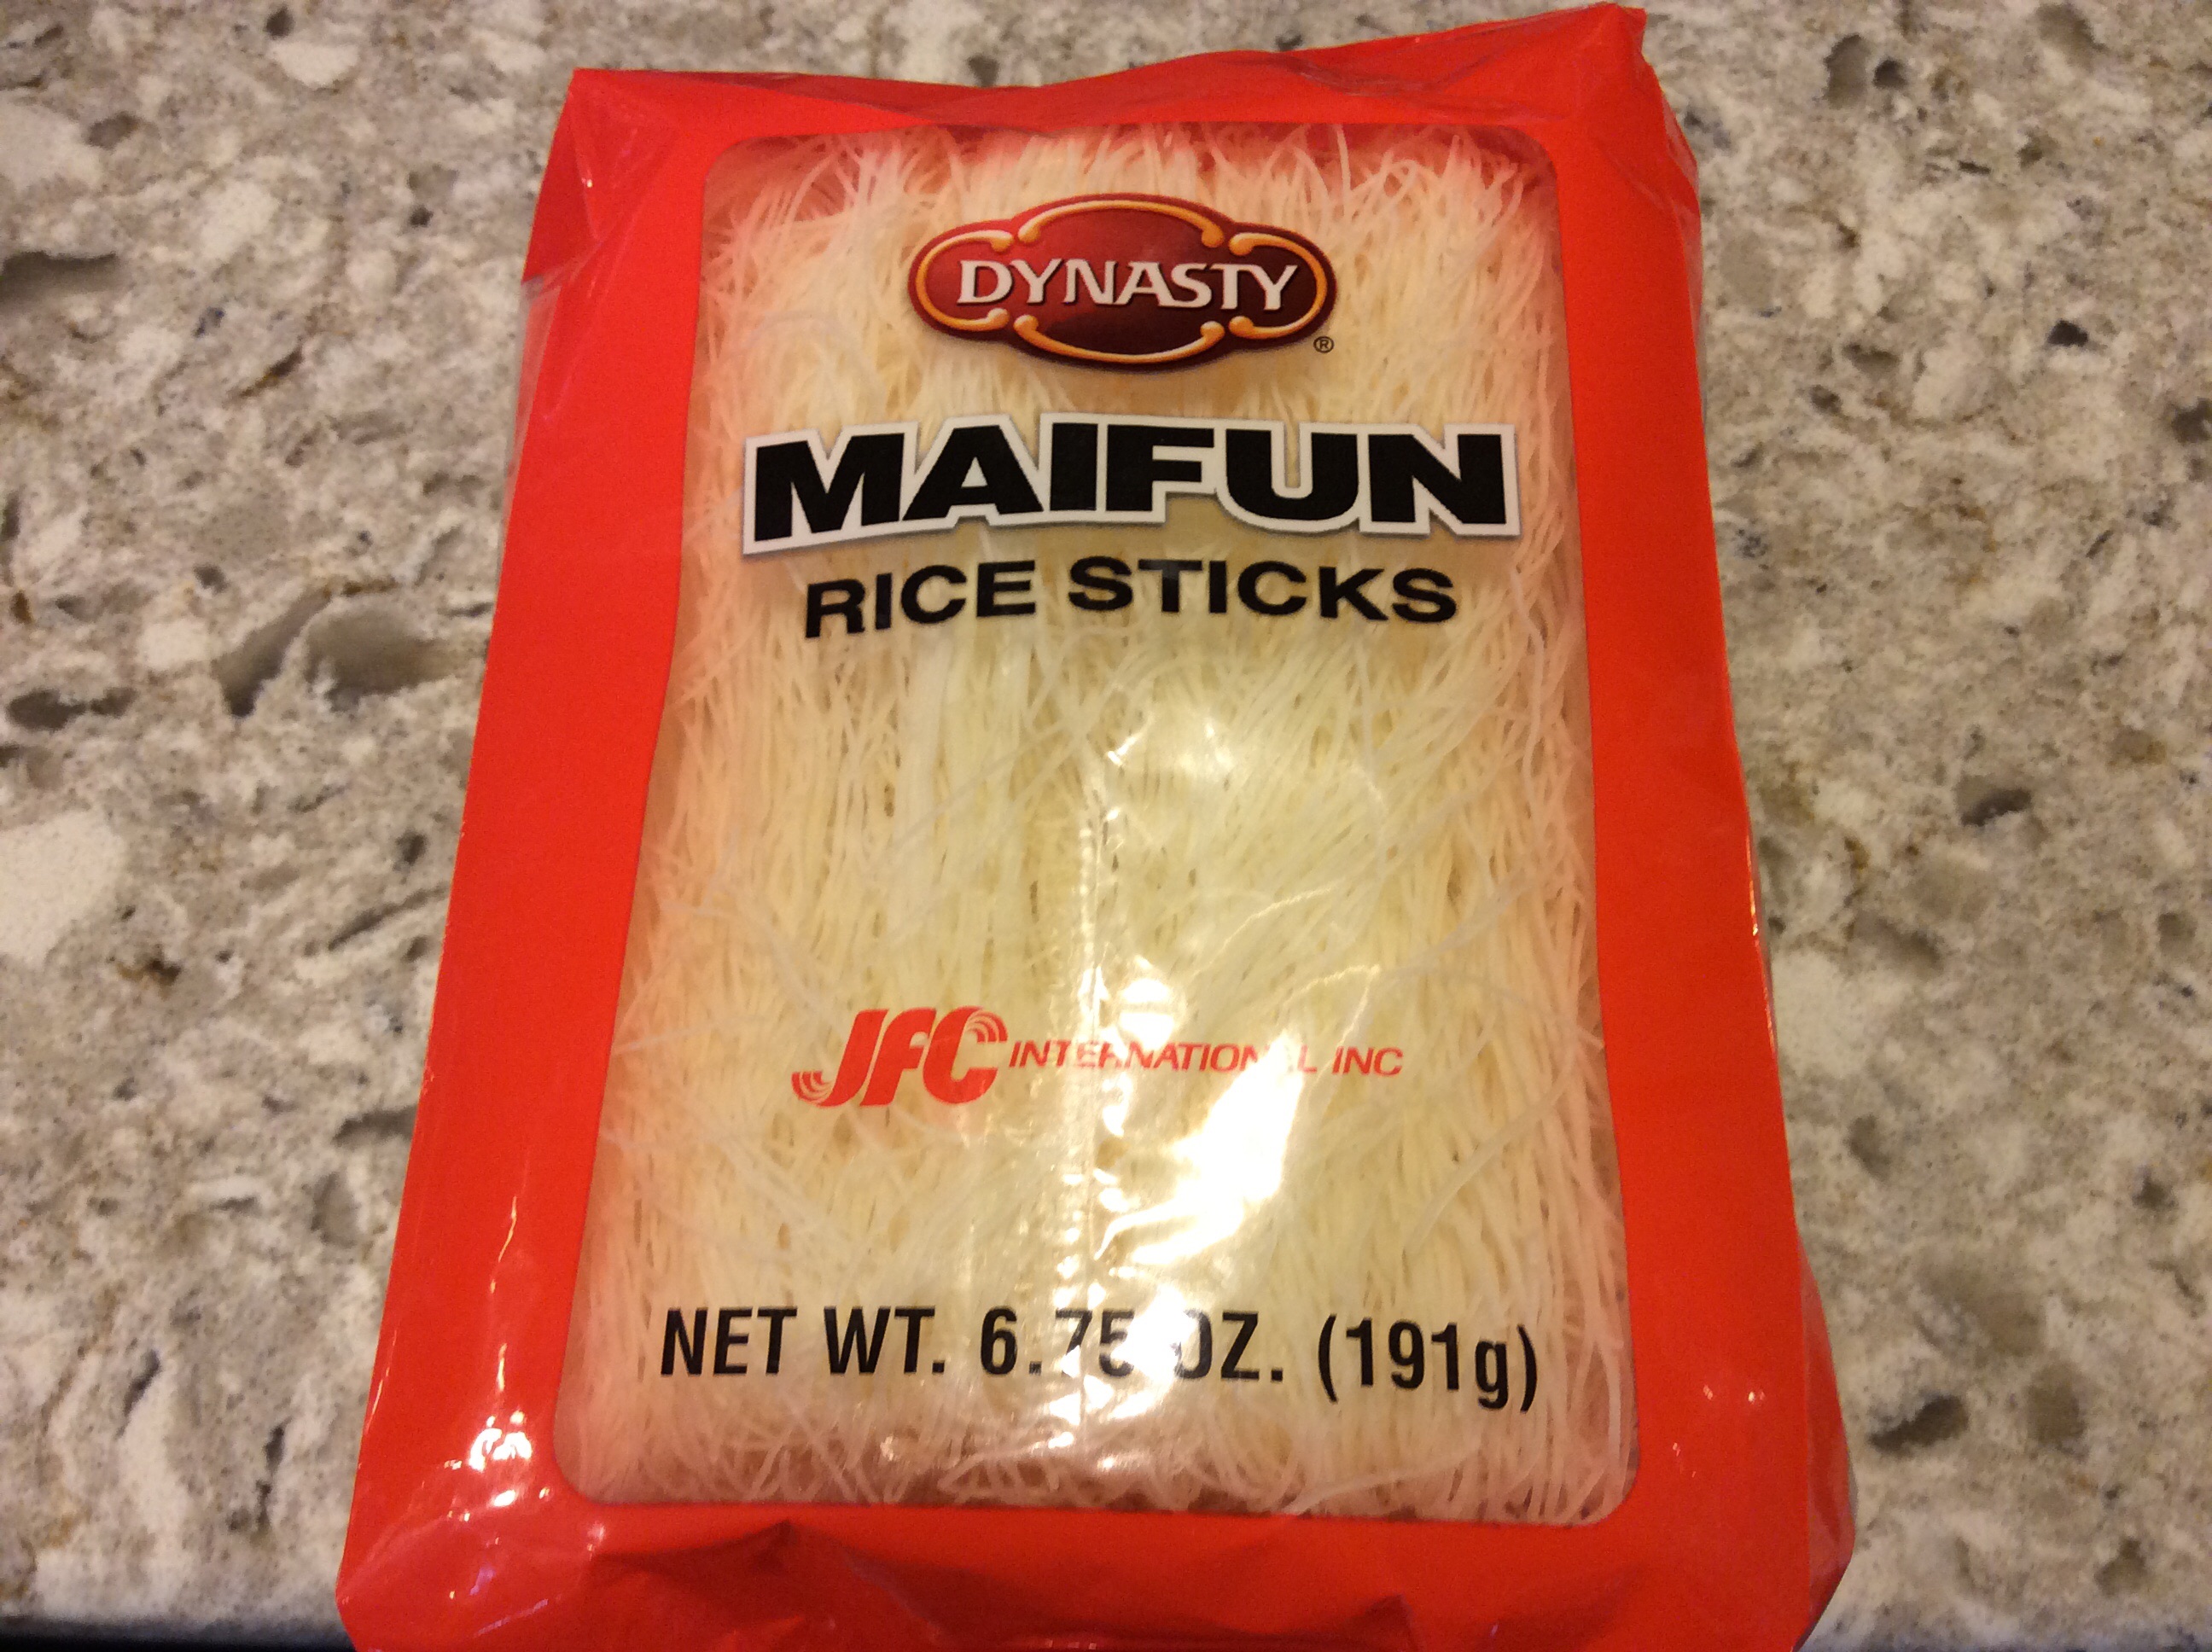 DYNASTY
®
MAIFUN
RICE STICKS
JFC INTERNATIONAL INC
NET WT. 6.75 OZ. (191g)